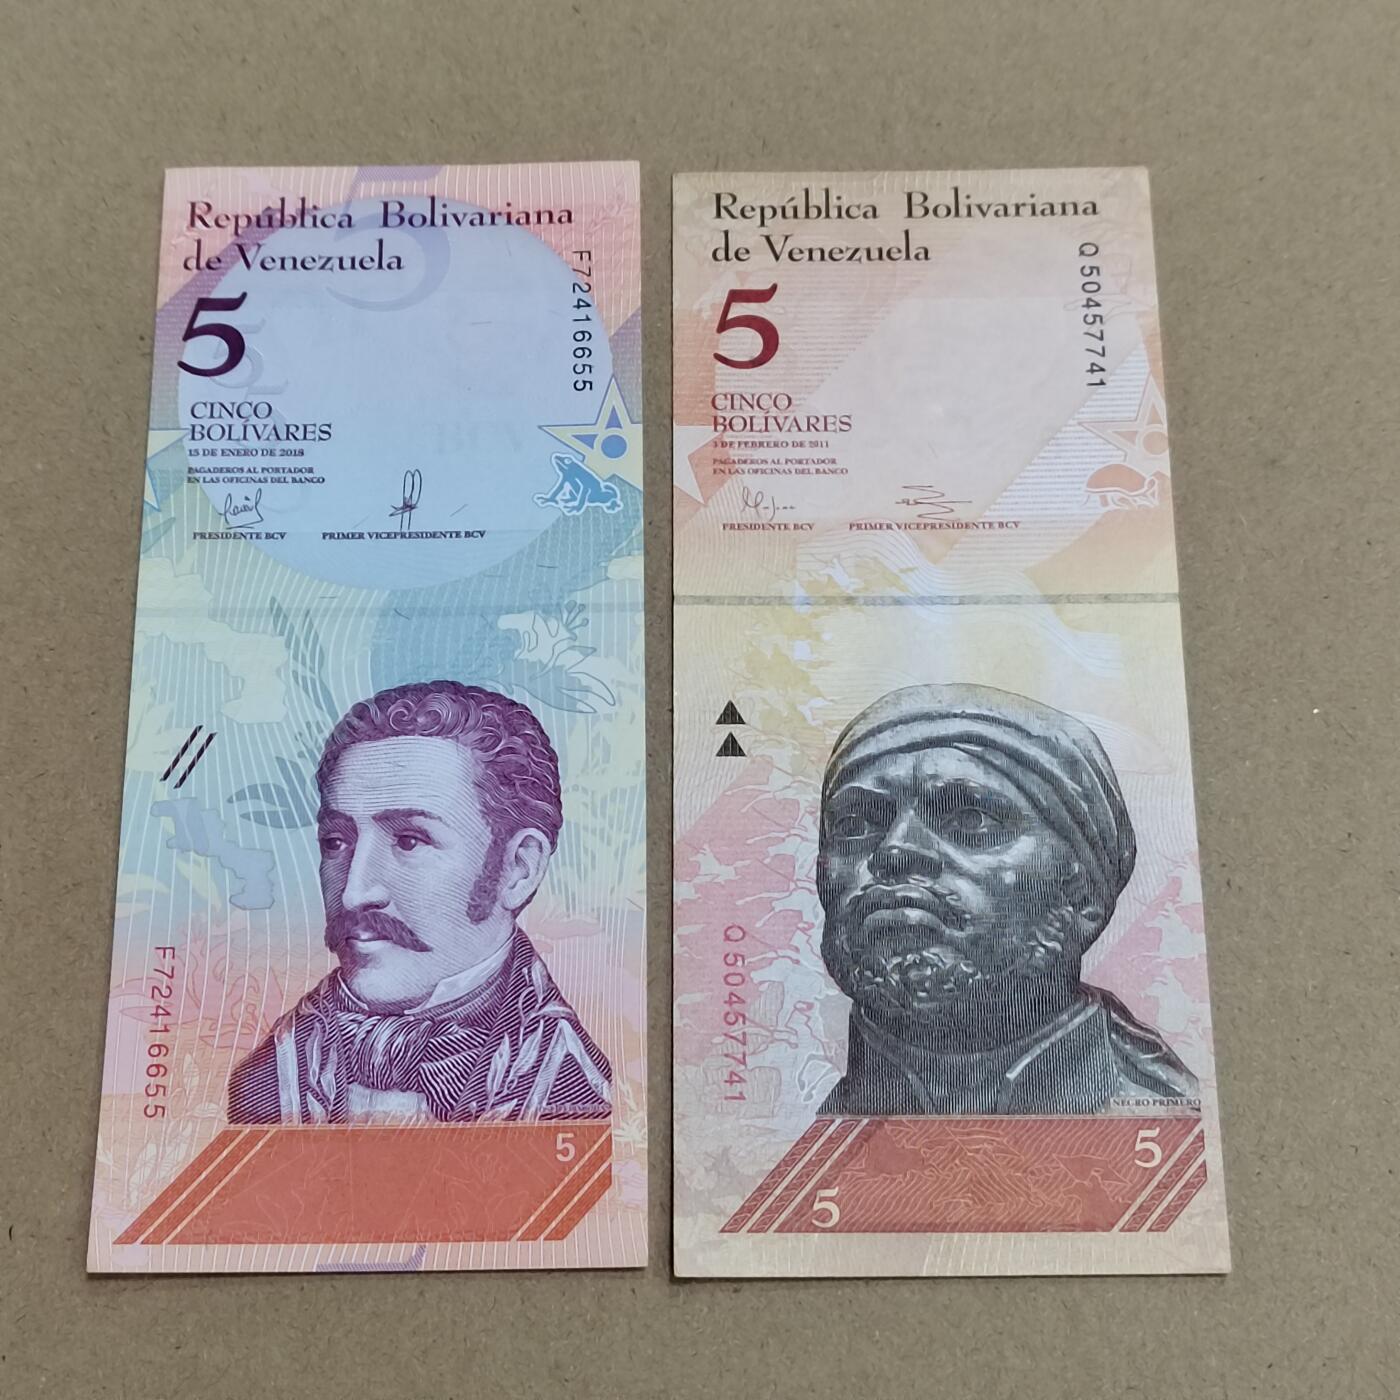 República Bolivariana
de Venezuela
5
F72416655
CINCO
BOLÍVARES
15 DE ENERO DE 2018
PAGADEROS AL PORTADOR
EN LAS OFICINAS DEL BANCO
PRESIDENTE BCV
PRIMER VICEPRESIDENTE BCV
F72416655
5
República Bolivariana
de Venezuela
5
Q50457741
CINCO
BOLÍVARES
3 DE FEBRERO DE 2011
PAGADEROS AL PORTADOR
EN LAS OFICINAS DEL BANCO
PRESIDENTE BCV
PRIMER VICEPRESIDENTE BCV
Q50457741
NEGRO PRIMERO
5
5